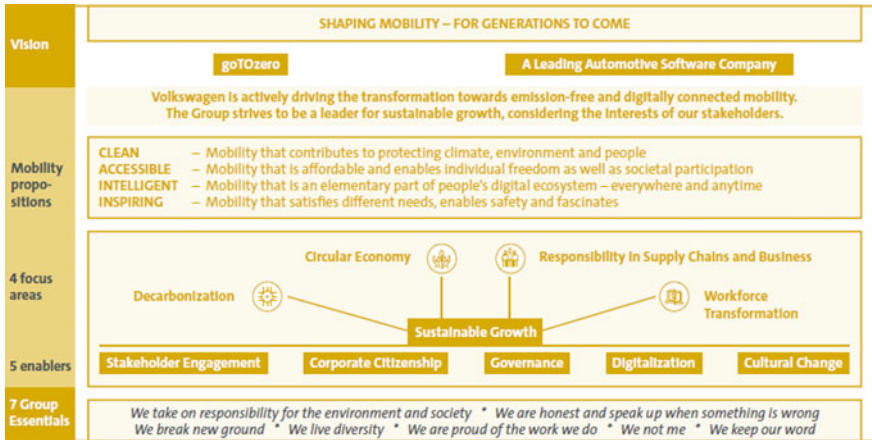 Vision
SHAPING MOBILITY – FOR GENERATIONS TO COME
goTOzero
A Leading Automotive Software Company
Volkswagen is actively driving the transformation towards emission-free and digitally connected mobility.
The Group strives to be a leader for sustainable growth, considering the interests of our stakeholders.
Mobility
propo-
sitions
CLEAN – Mobility that contributes to protecting climate, environment and people
ACCESSIBLE – Mobility that is affordable and enables individual freedom as well as societal participation
INTELLIGENT – Mobility that is an elementary part of people's digital ecosystem – everywhere and anytime
INSPIRING – Mobility that satisfies different needs, enables safety and fascinates
4 focus
areas
Circular Economy
Responsibility in Supply Chains and Business
Decarbonization
Workforce
Transformation
Sustainable Growth
5 enablers
Stakeholder Engagement
Corporate Citizenship
Governance
Digitalization
Cultural Change
7 Group
Essentials
We take on responsibility for the environment and society * We are honest and speak up when something is wrong
We break new ground * We live diversity * We are proud of the work we do * We not me * We keep our word